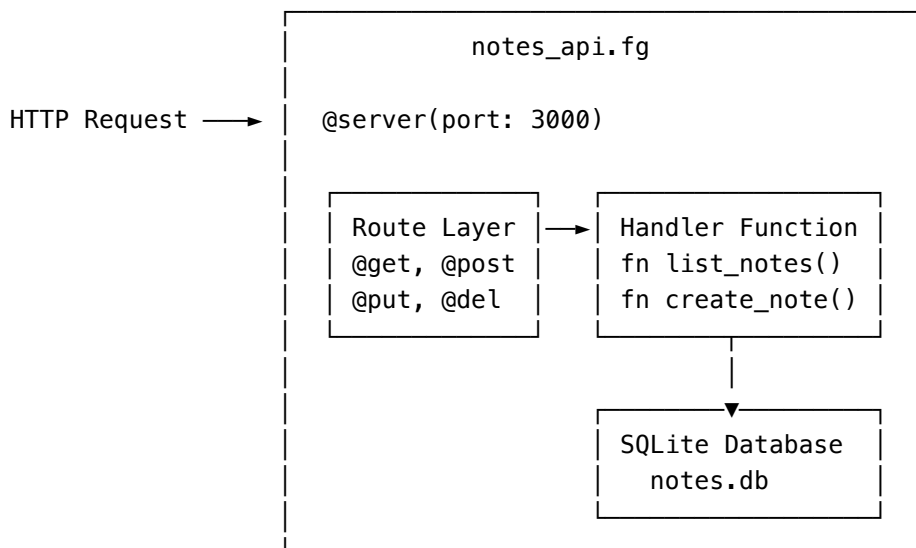 notes_api.fg
HTTP Request
@server(port: 3000)
Route Layer
@get, @post
@put, @del
Handler Function
fn list_notes()
fn create_note()
SQLite Database
notes.db